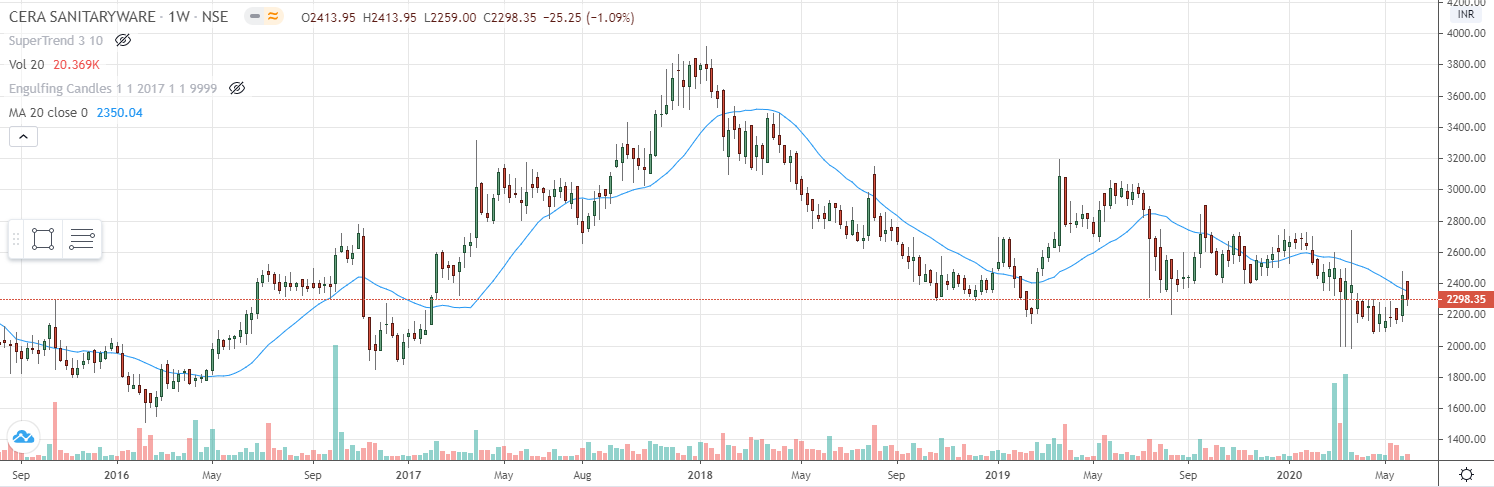 CERA SANITARYWARE · 1W · NSE O2413.95 H2413.95 L2259.00 C2298.35 −25.25 (−1.09%)
SuperTrend 3 10
Vol 20 20.369K
Engulfing Candles 1 1 2017 1 1 9999
MA 20 close 0 2350.04
4200.00
INR
4000.00
3800.00
3600.00
3400.00
3200.00
3000.00
2800.00
2600.00
2400.00
2298.35
2200.00
2000.00
1800.00
1600.00
1400.00
Sep 2016 May Sep 2017 May Aug 2018 May Sep 2019 May Sep 2020 May